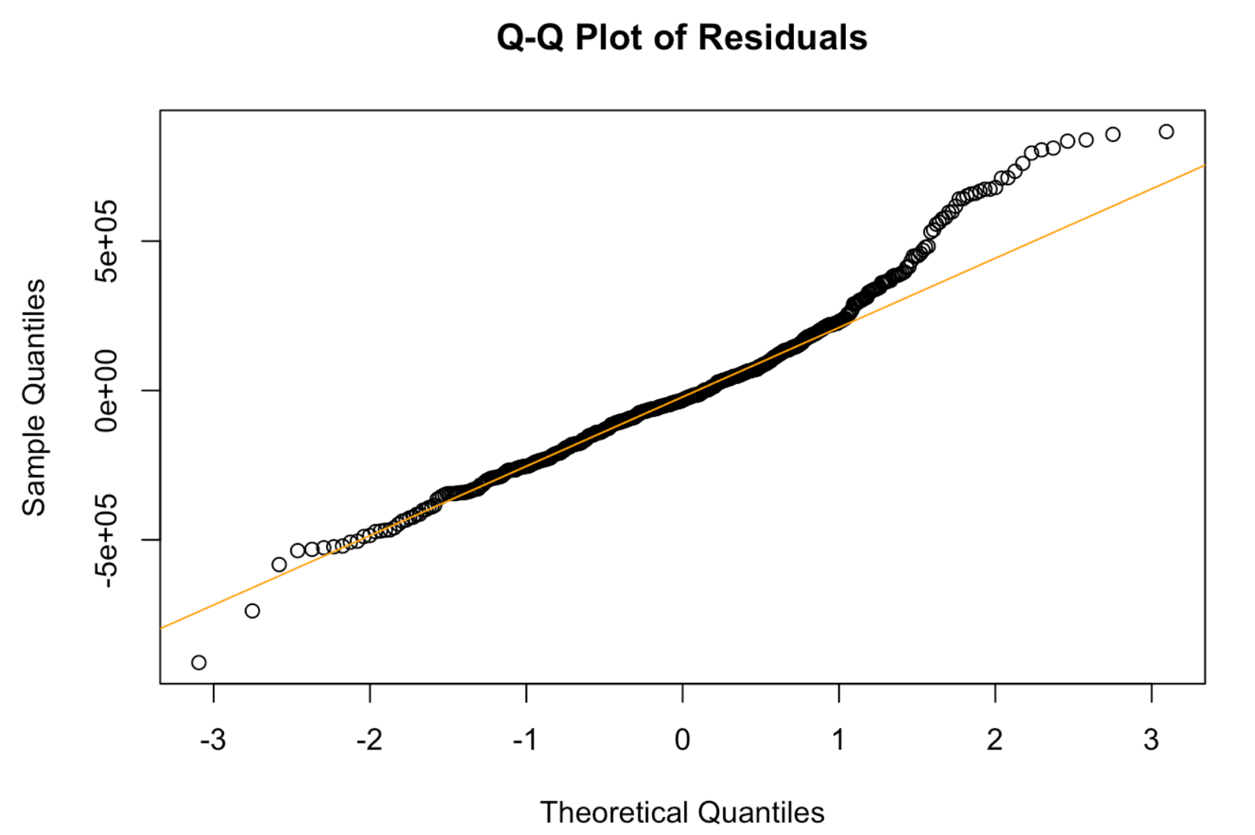 Q-Q Plot of Residuals
Sample Quantiles
5e+05
0e+00
-5e+05
-3 -2 -1 0 1 2 3
Theoretical Quantiles